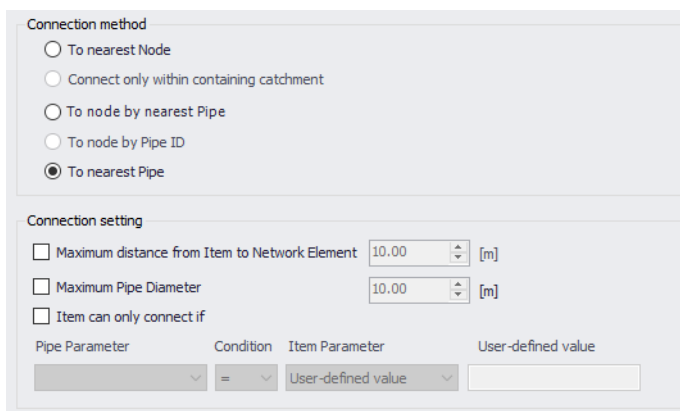 Connection method
To nearest Node
Connect only within containing catchment
To node by nearest Pipe
To node by Pipe ID
To nearest Pipe
Connection setting
Maximum distance from Item to Network Element 10.00 [m]
Maximum Pipe Diameter 10.00 [m]
Item can only connect if
Pipe Parameter Condition Item Parameter User-defined value
= User-defined value